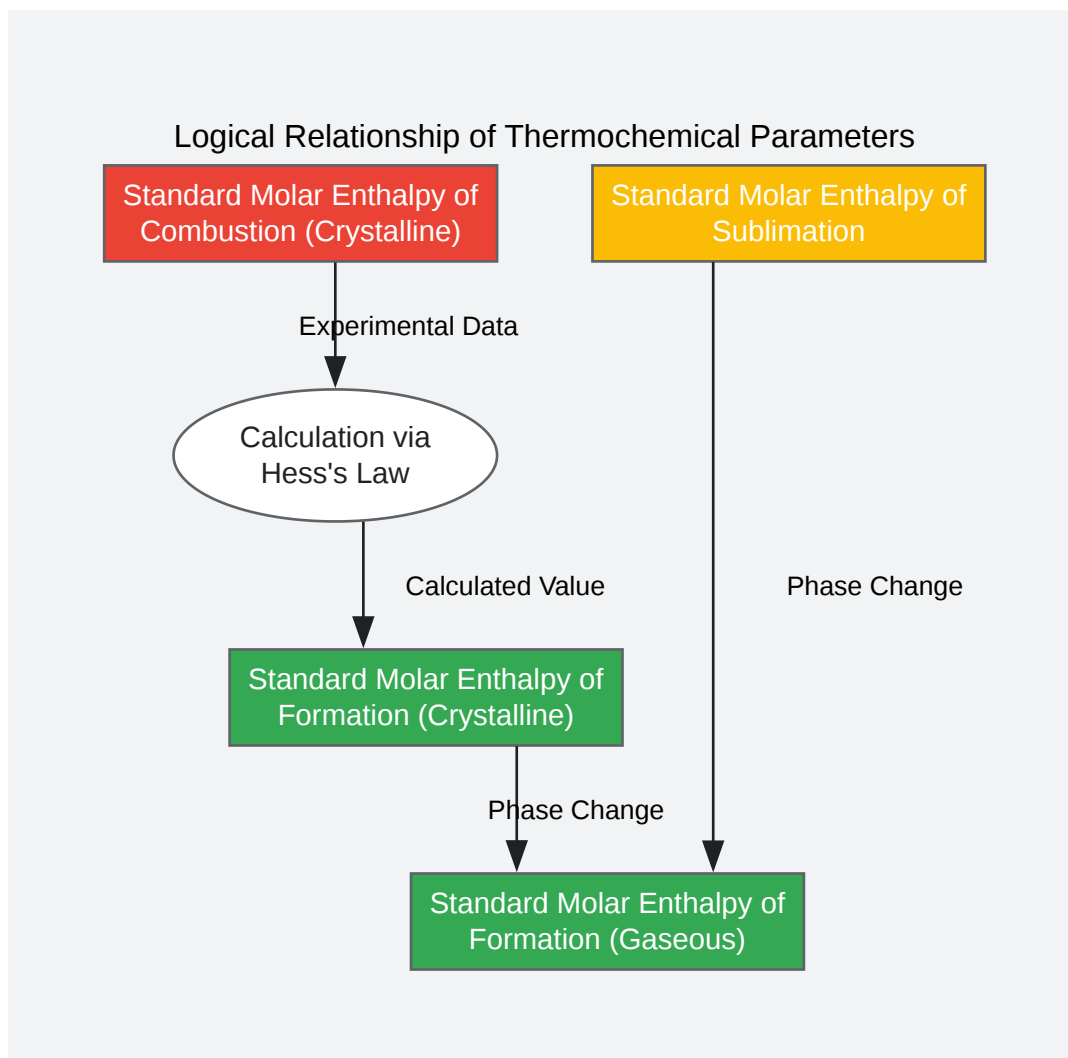 Logical Relationship of Thermochemical Parameters
Standard Molar Enthalpy of
Combustion (Crystalline)
Standard Molar Enthalpy of
Sublimation
Experimental Data
Calculation via
Hess's Law
Calculated Value
Phase Change
Standard Molar Enthalpy of
Formation (Crystalline)
Phase Change
Standard Molar Enthalpy of
Formation (Gaseous)